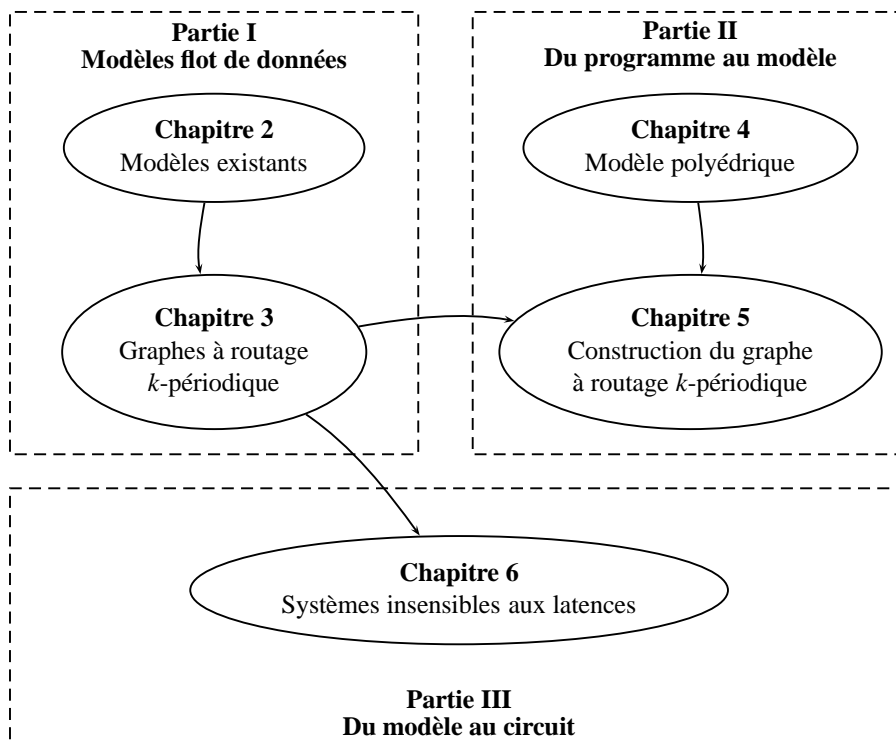 Partie I
Modèles flot de données
Chapitre 2
Modèles existants
Chapitre 3
Graphes à routage
k-périodique
Partie II
Du programme au modèle
Chapitre 4
Modèle polyédrique
Chapitre 5
Construction du graphe
à routage k-périodique
Chapitre 6
Systèmes insensibles aux latences
Partie III
Du modèle au circuit